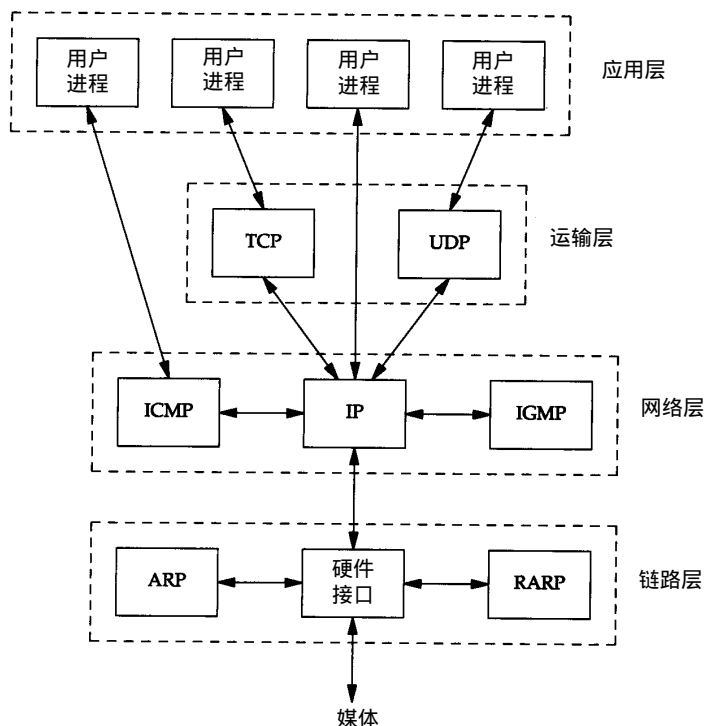 用户
进程
用户
进程
用户
进程
用户
进程
应用层
TCP
UDP
运输层
ICMP
IP
IGMP
网络层
ARP
硬件
接口
RARP
链路层
媒体